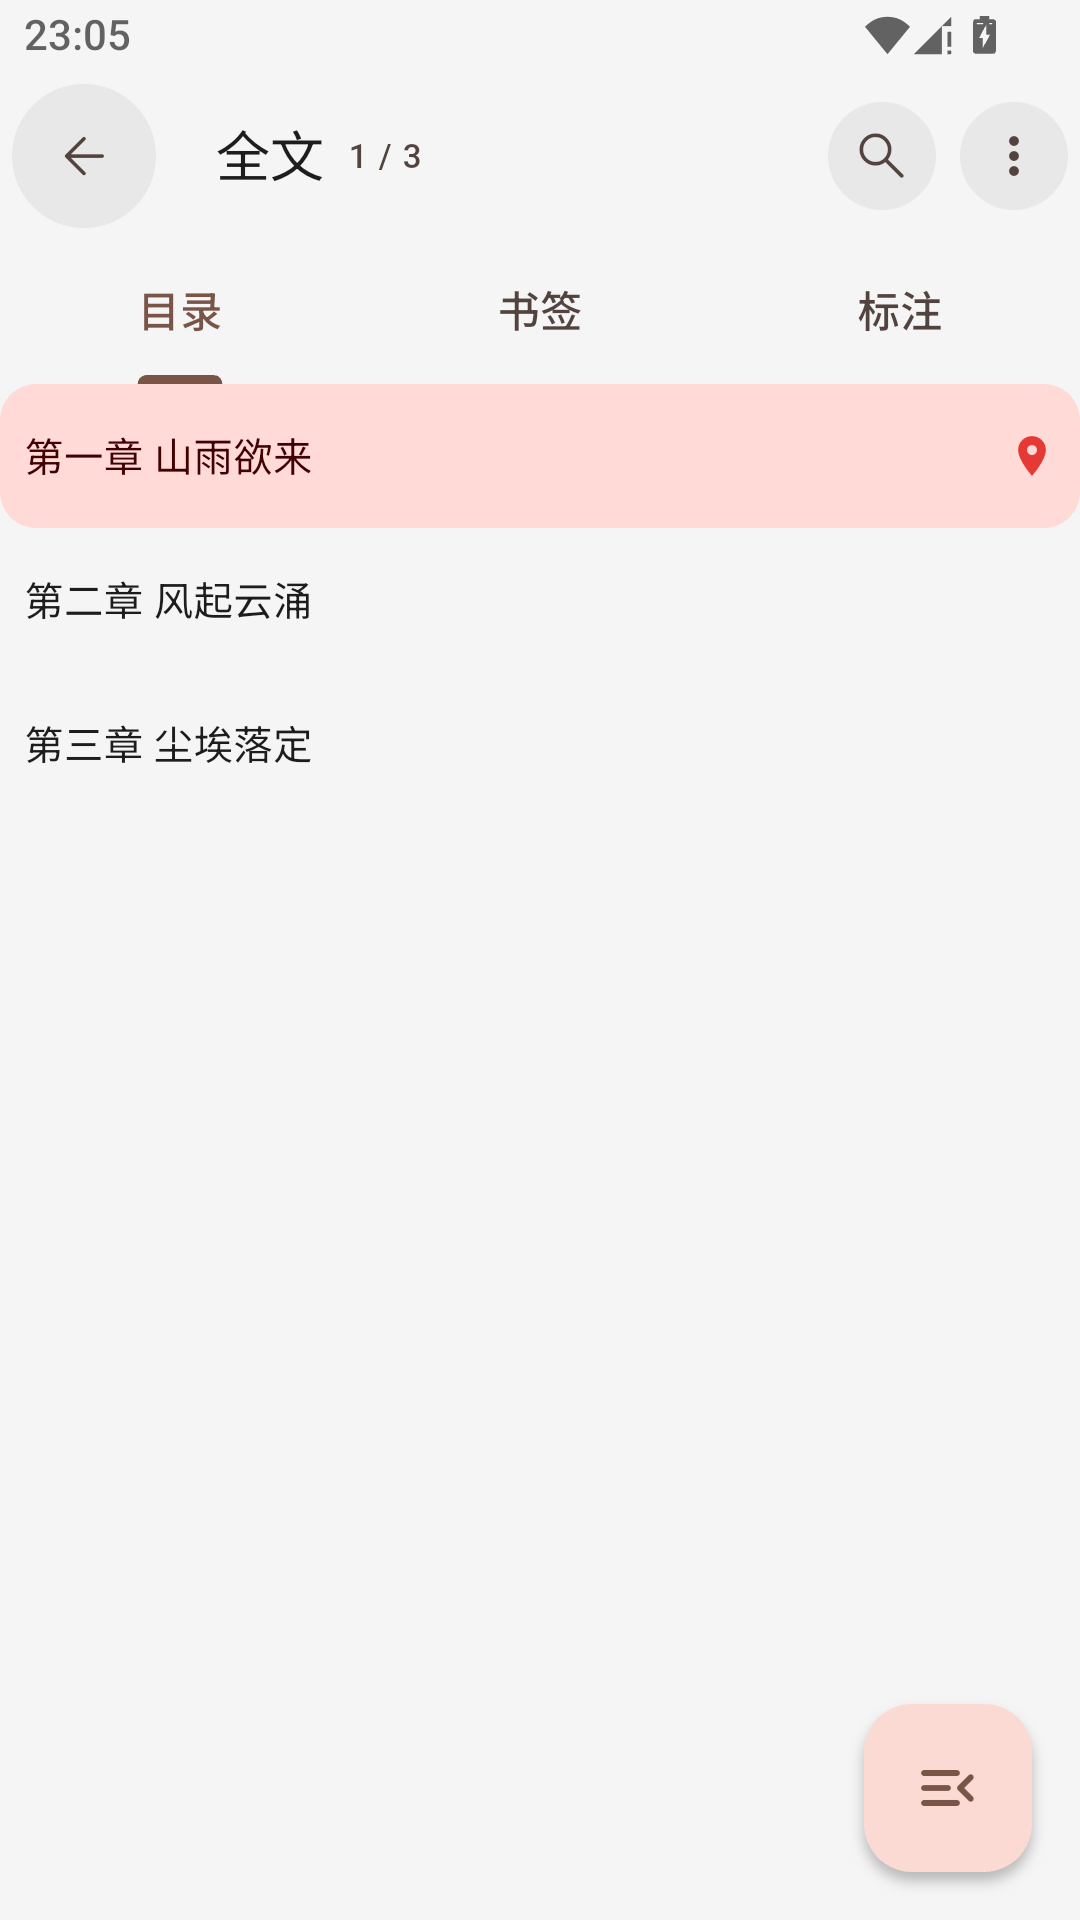 23:05
全文 1 / 3
目录 书签 标注
第一章 山雨欲来
第二章 风起云涌
第三章 尘埃落定